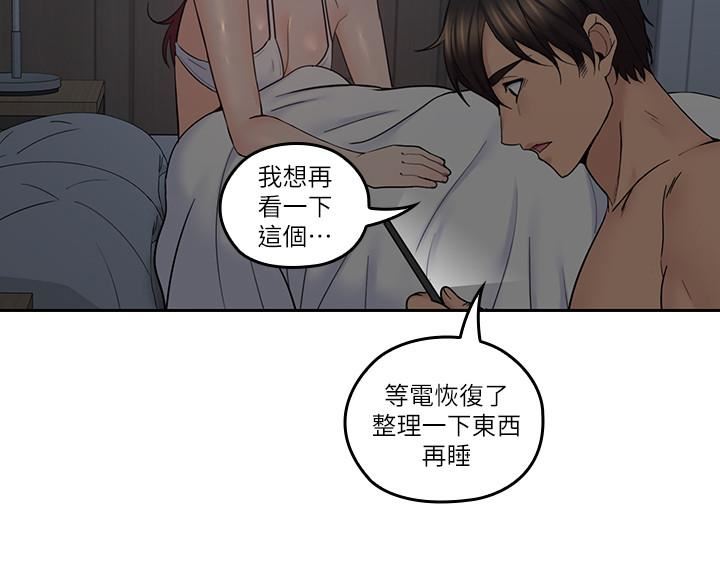 我想再
看一下
這個⋯
等電恢復了
整理一下東西
再睡